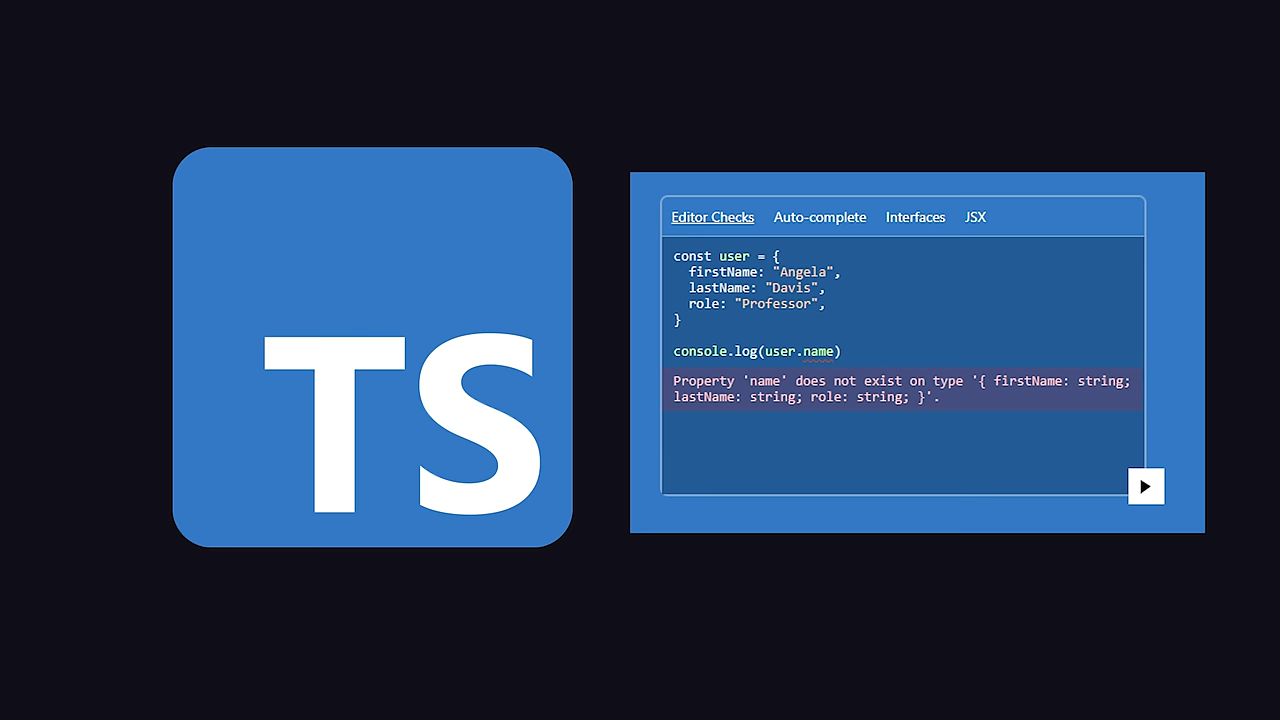 TS
Editor Checks Auto-complete Interfaces JSX
const user = {
  firstName: "Angela",
  lastName: "Davis",
  role: "Professor",
}
console.log(user.name)
Property 'name' does not exist on type '{ firstName: string;
lastName: string; role: string; }'.